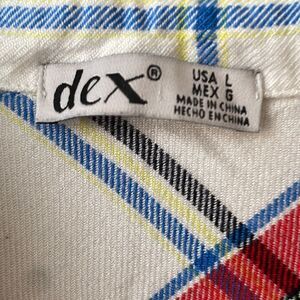 dex®
USA L
MEX G
MADE IN CHINA
HECHO EN CHINA